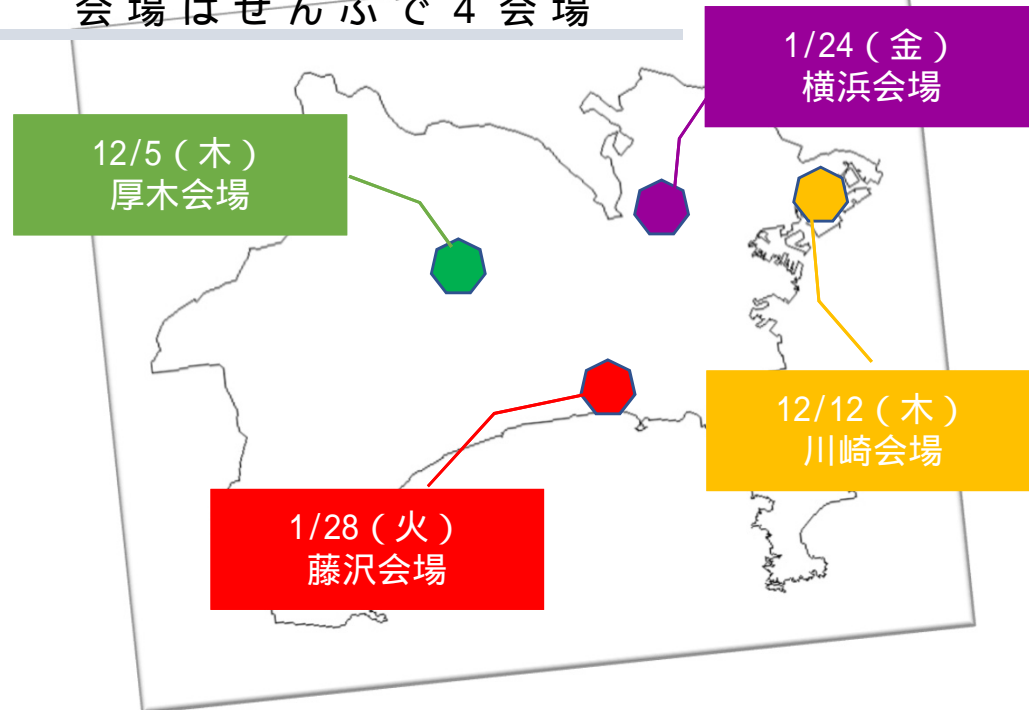 会場はぜんぶで４会場
1/24（金）
横浜会場
12/5（木）
厚木会場
12/12（木）
川崎会場
1/28（火）
藤沢会場